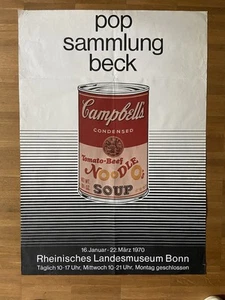 pop
sammlung
beck
Campbell's
CONDENSED
Tomato-Beef
NOODLE O's
SOUP
16. Januar - 22. März 1970
Rheinisches Landesmuseum Bonn
Täglich 10-17 Uhr, Mittwoch 10-21 Uhr, Montag geschlossen